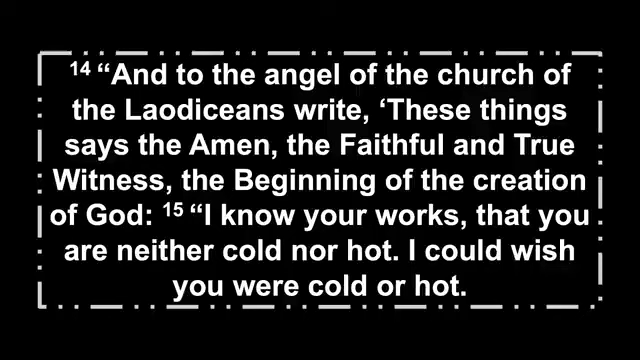 14 “And to the angel of the church of
the Laodiceans write, ‘These things
says the Amen, the Faithful and True
Witness, the Beginning of the creation
of God: 15 “I know your works, that you
are neither cold nor hot. I could wish
you were cold or hot.